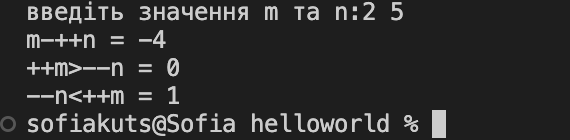 введіть значення m та n:2 5
m-++n = -4
++m>--n = 0
--n<++m = 1
sofiakuts@Sofia helloworld %